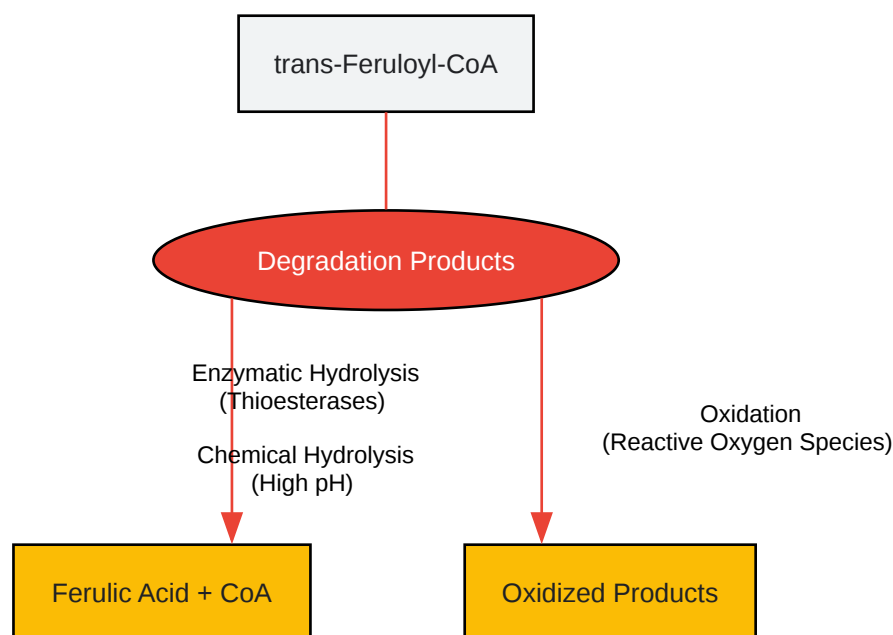 trans-Feruloyl-CoA
Degradation Products
Enzymatic Hydrolysis
(Thioesterases)
Chemical Hydrolysis
(High pH)
Oxidation
(Reactive Oxygen Species)
Ferulic Acid + CoA
Oxidized Products